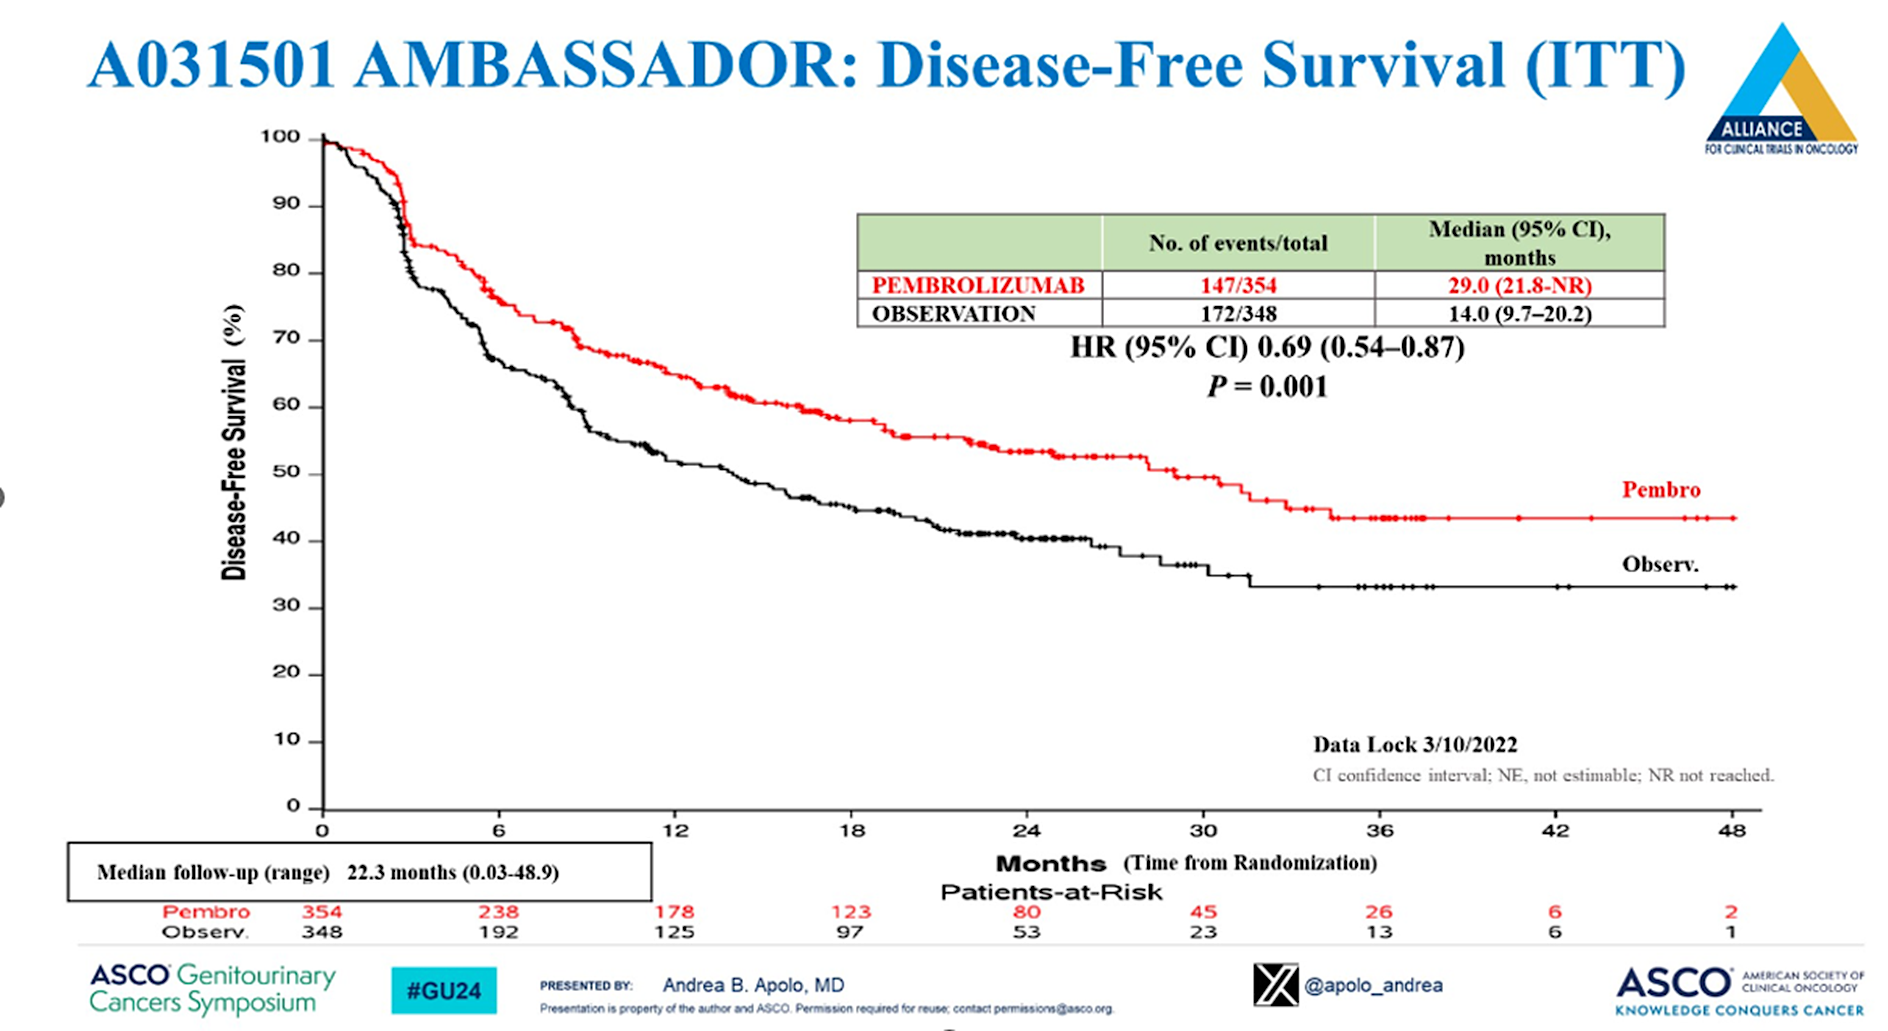 A031501 AMBASSADOR: Disease-Free Survival (ITT)
ALLIANCE
FOR CLINICAL TRIALS IN ONCOLOGY
Disease-Free Survival (%)
100
90
80
70
60
50
40
30
20
10
0
No. of events/total Median (95% CI), months
PEMBROLIZUMAB 147/354 29.0 (21.8-NR)
OBSERVATION 172/348 14.0 (9.7–20.2)
HR (95% CI) 0.69 (0.54–0.87)
P = 0.001
Pembro
Observ.
Data Lock 3/10/2022
CI confidence interval; NE, not estimable; NR not reached.
0 6 12 18 24 30 36 42 48
Months (Time from Randomization)
Median follow-up (range) 22.3 months (0.03-48.9)
Patients-at-Risk
Pembro 354 238 178 123 80 45 26 6 2
Observ. 348 192 125 97 53 23 13 6 1
ASCO Genitourinary
Cancers Symposium
#GU24
PRESENTED BY: Andrea B. Apolo, MD
Presentation is property of the author and ASCO. Permission required for reuse; contact permissions@asco.org.
@apolo_andrea
ASCO AMERICAN SOCIETY OF
CLINICAL ONCOLOGY
KNOWLEDGE CONQUERS CANCER